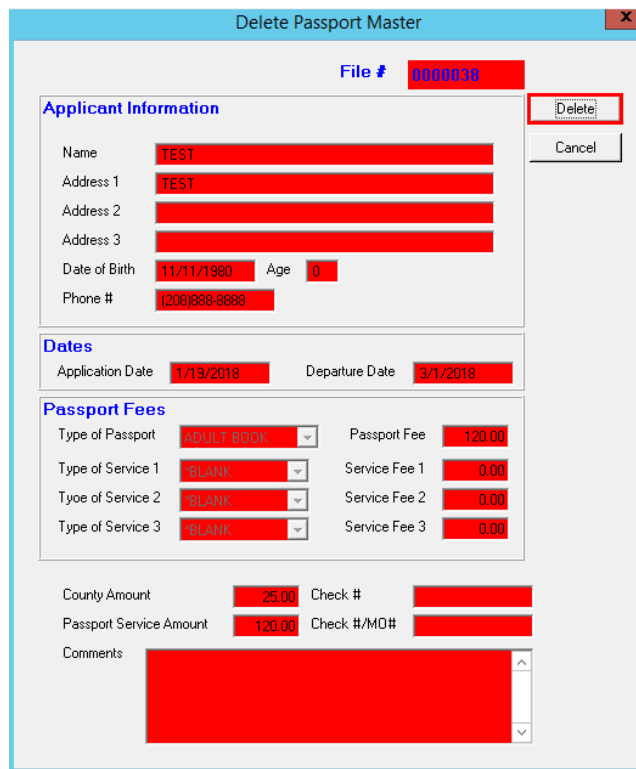 Delete Passport Master
X
File # 0000038
Applicant Information
Delete
Cancel
Name TEST
Address 1 TEST
Address 2
Address 3
Date of Birth 11/11/1980 Age 0
Phone # (208)888-8888
Dates
Application Date 1/19/2018 Departure Date 3/1/2018
Passport Fees
Type of Passport ADULT BOOK Passport Fee 120.00
Type of Service 1 *BLANK Service Fee 1 0.00
Tyoe of Service 2 *BLANK Service Fee 2 0.00
Type of Service 3 *BLANK Service Fee 3 0.00
County Amount 25.00 Check #
Passport Service Amount 120.00 Check #/MO#
Comments